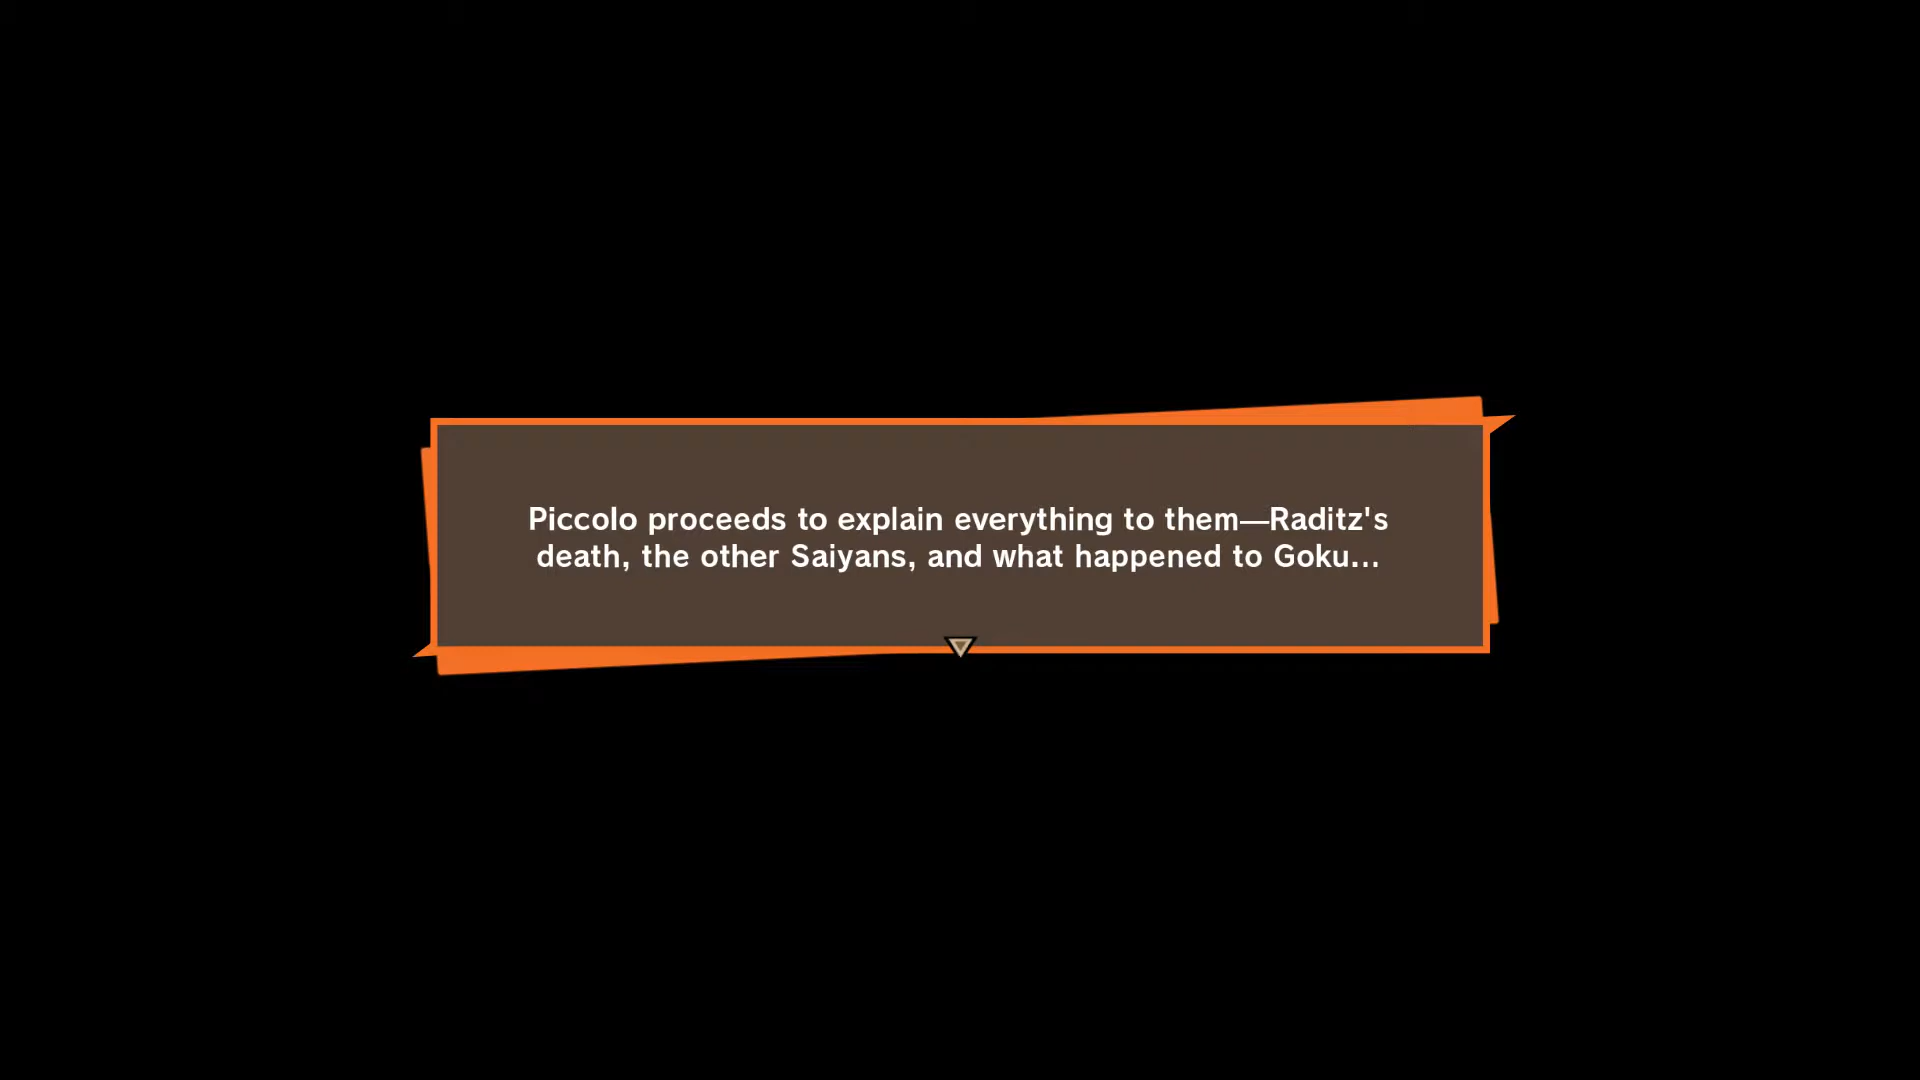 Piccolo proceeds to explain everything to them—Raditz's
death, the other Saiyans, and what happened to Goku...